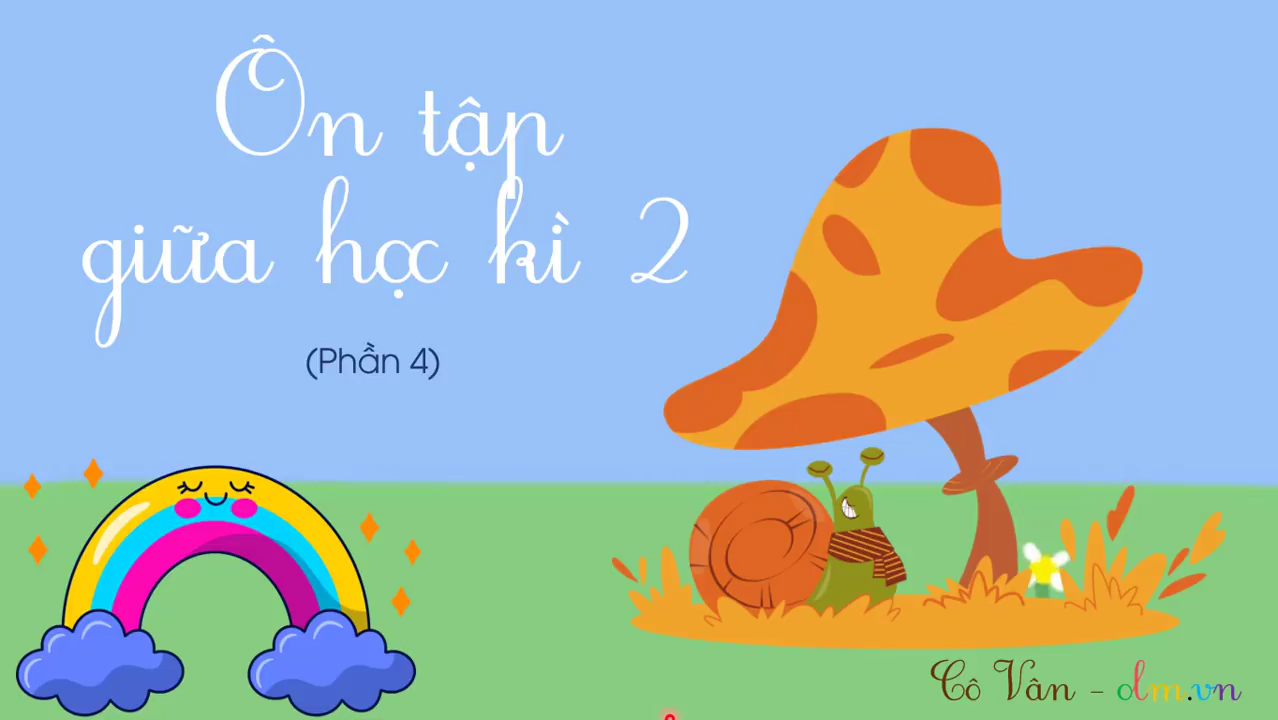 Ôn tập
giữa học kì 2
(Phần 4)
Cô Vân - olm.vn